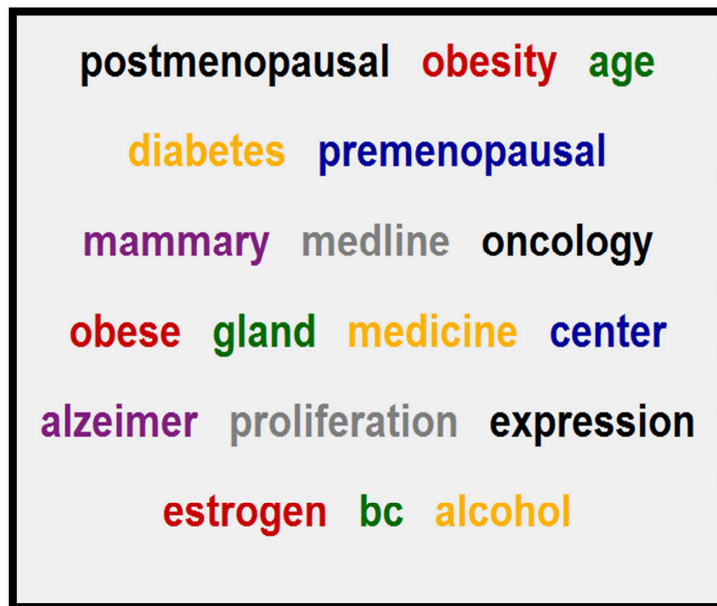 postmenopausal obesity age
diabetes premenopausal
mammary medline oncology
obese gland medicine center
alzeimer proliferation expression
estrogen bc alcohol